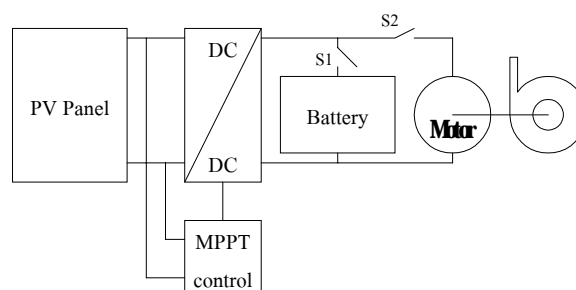 S2
DC
S1
PV Panel
Battery
Motor
DC
MPPT
control